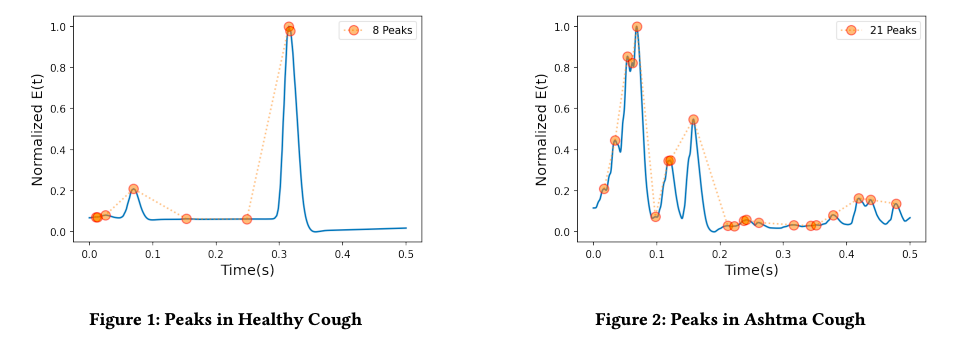 8 Peaks
1.0
0.8
0.6
0.4
0.2
0.0
Normalized E(t)
0.0 0.1 0.2 0.3 0.4 0.5
Time(s)
Figure 1: Peaks in Healthy Cough
21 Peaks
1.0
0.8
0.6
0.4
0.2
0.0
Normalized E(t)
0.0 0.1 0.2 0.3 0.4 0.5
Time(s)
Figure 2: Peaks in Ashtma Cough